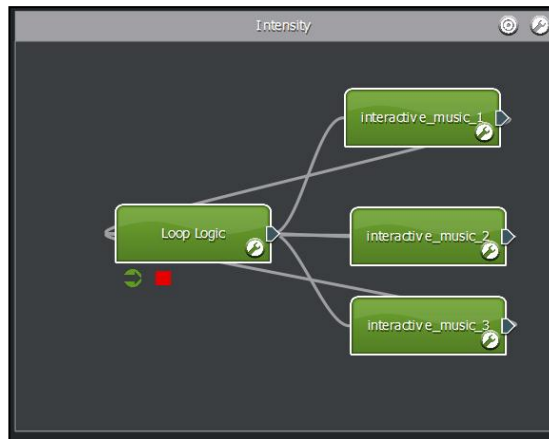 Intensity
interactive_music_1
Loop Logic
interactive_music_2
interactive_music_3